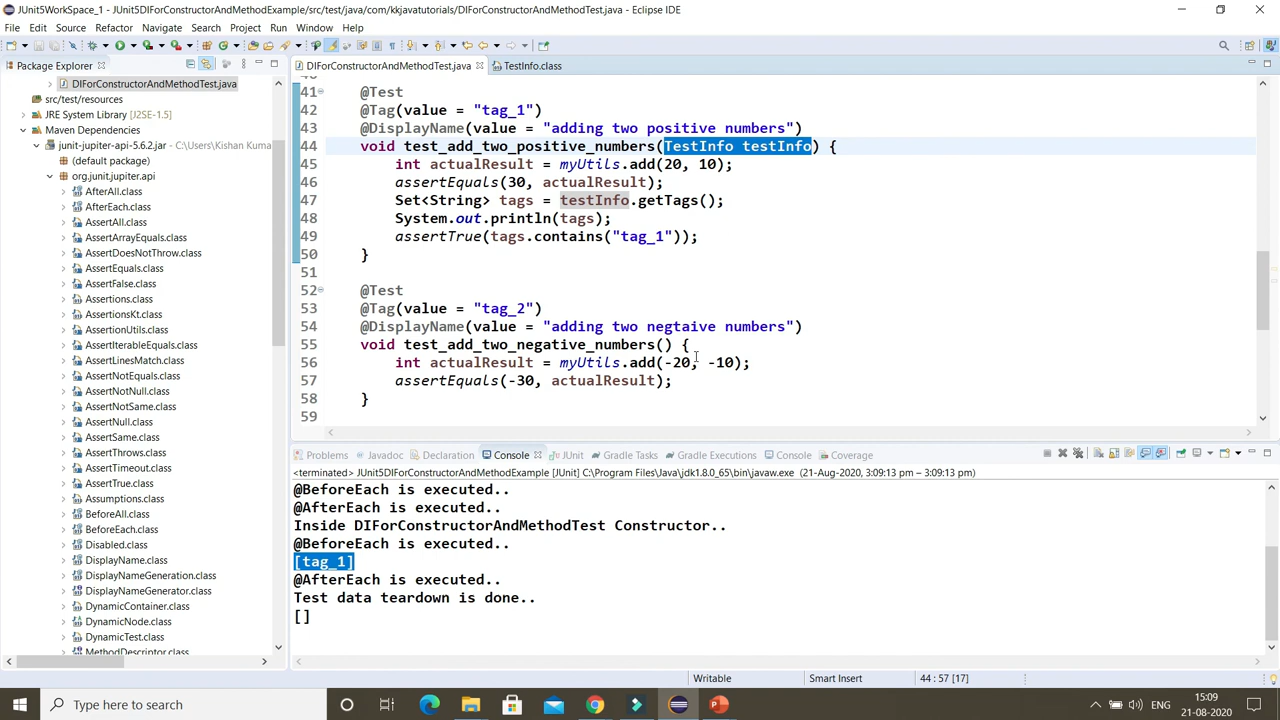 JUnit5WorkSpace_1 - JUnit5DIForConstructorAndMethodExample/src/test/java/com/kkjavatutorials/DIForConstructorAndMethodTest.java - Eclipse IDE
File Edit Source Refactor Navigate Search Project Run Window Help
Package Explorer
DIForConstructorAndMethodTest.java
TestInfo.class
DIForConstructorAndMethodTest.java
src/test/resources
JRE System Library [J2SE-1.5]
Maven Dependencies
junit-jupiter-api-5.6.2.jar - C:\Users\Kishan Kuma
(default package)
org.junit.jupiter.api
AfterAll.class
AfterEach.class
AssertAll.class
AssertArrayEquals.class
AssertDoesNotThrow.class
AssertEquals.class
AssertFalse.class
Assertions.class
AssertionsKt.class
AssertionUtils.class
AssertIterableEquals.class
AssertLinesMatch.class
AssertNotEquals.class
AssertNotNull.class
AssertNotSame.class
AssertNull.class
AssertSame.class
AssertThrows.class
AssertTimeout.class
AssertTrue.class
Assumptions.class
BeforeAll.class
BeforeEach.class
Disabled.class
DisplayName.class
DisplayNameGeneration.class
DisplayNameGenerator.class
DynamicContainer.class
DynamicNode.class
DynamicTest.class
MethodDescriptor.class
41 @Test
42 @Tag(value = "tag_1")
43 @DisplayName(value = "adding two positive numbers")
44 void test_add_two_positive_numbers(TestInfo testInfo) {
45 int actualResult = myUtils.add(20, 10);
46 assertEquals(30, actualResult);
47 Set<String> tags = testInfo.getTags();
48 System.out.println(tags);
49 assertTrue(tags.contains("tag_1"));
50 }
51
52 @Test
53 @Tag(value = "tag_2")
54 @DisplayName(value = "adding two negtaive numbers")
55 void test_add_two_negative_numbers() {
56 int actualResult = myUtils.add(-20, -10);
57 assertEquals(-30, actualResult);
58 }
59
Problems Javadoc Declaration Console JUnit Gradle Tasks Gradle Executions Console Coverage
<terminated> JUnit5DIForConstructorAndMethodExample [JUnit] C:\Program Files\Java\jdk1.8.0_65\bin\javaw.exe (21-Aug-2020, 3:09:13 pm – 3:09:13 pm)
@BeforeEach is executed..
@AfterEach is executed..
Inside DIForConstructorAndMethodTest Constructor..
@BeforeEach is executed..
[tag_1]
@AfterEach is executed..
Test data teardown is done..
[]
Writable Smart Insert 44 : 57 [17]
Type here to search
ENG
15:09
21-08-2020